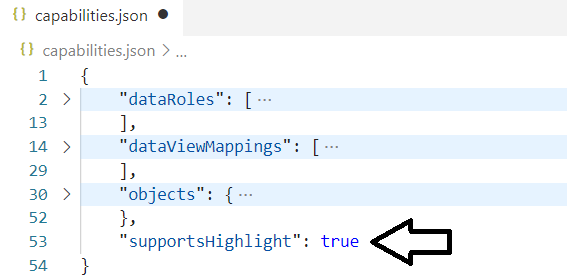 {} capabilities.json ●
{} capabilities.json > ...
1 {
2 > "dataRoles": [ ...
13 ],
14 > "dataViewMappings": [ ...
29 ],
30 > "objects": { ...
52 },
53 "supportsHighlight": true
54 }